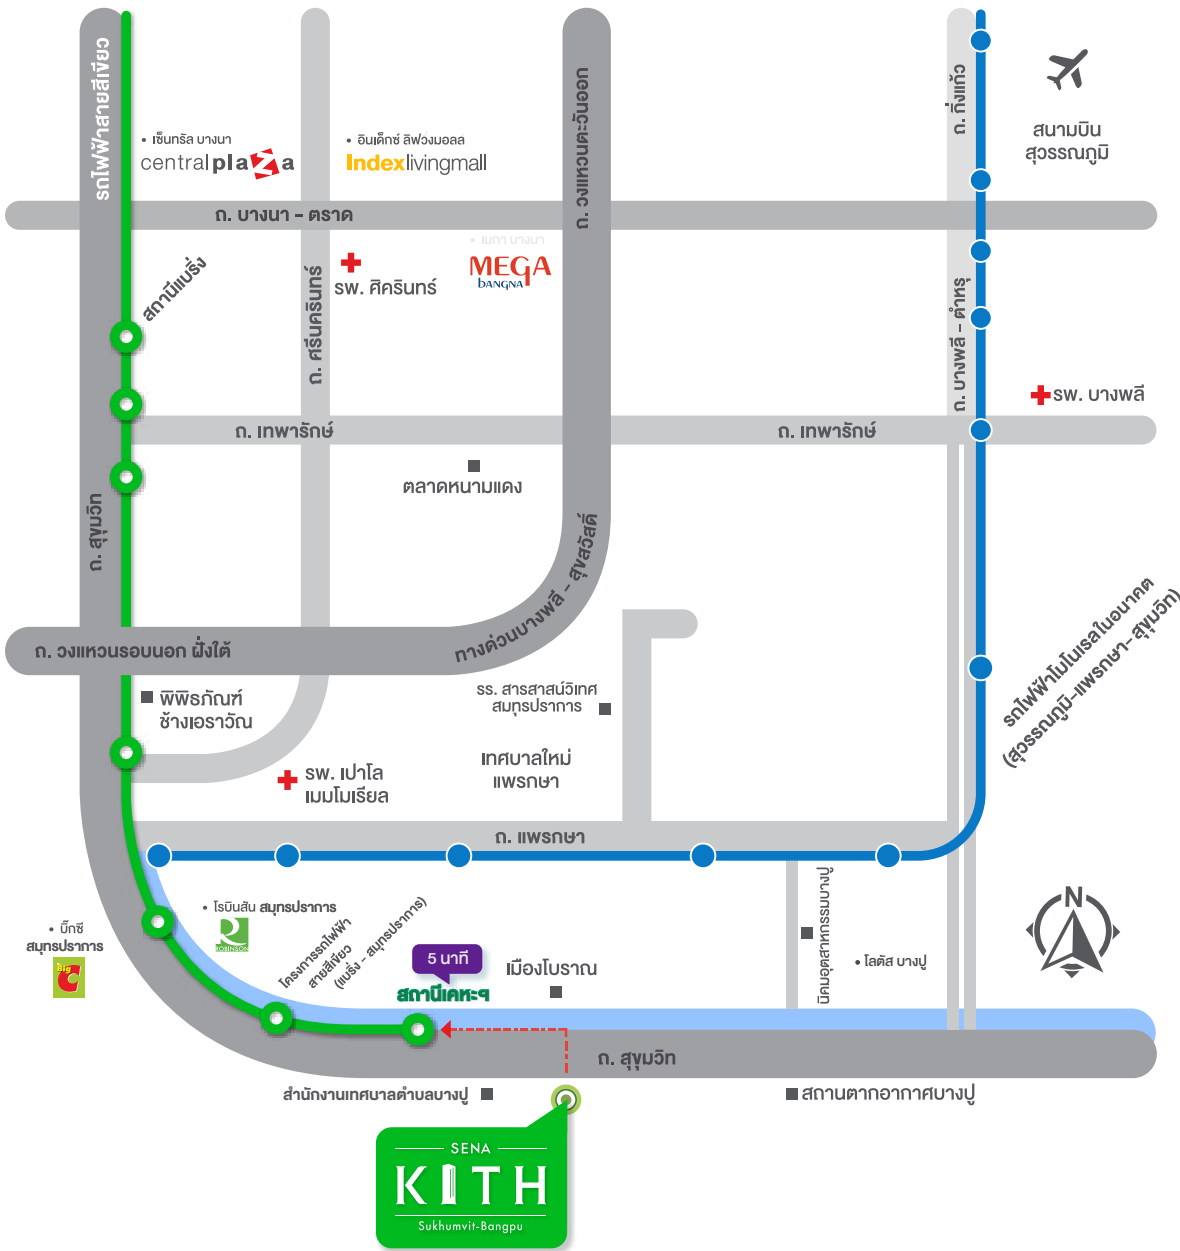 รถไฟฟ้าสายสีเขียว
• เซ็นทรัล บางนา
centralplaza
• อินเด็กซ์ ลิฟวิ่งมอลล์
Indexlivingmall
ถ. วงแหวนตะวันออก
ถ. กิ่งแก้ว
สนามบิน
สุวรรณภูมิ
ถ. บางนา - ตราด
สถานีแบริ่ง
ถ. ศรีนครินทร์
รพ. ศิครินทร์
• เมกา บางนา
MEGA
BANGNA
ถ. บางพลี - ตำหรุ
รพ. บางพลี
ถ. เทพารักษ์
ถ. เทพารักษ์
ตลาดหนามแดง
ถ. สุขุมวิท
ทางด่วนบางพลี - สุขสวัสดิ์
ถ. วงแหวนรอบนอก ฝั่งใต้
รถไฟฟ้าโมโนเรลในอนาคต
(สุวรรณภูมิ-แพรกษา- สุขุมวิท)
พิพิธภัณฑ์
ช้างเอราวัณ
รร. สารสาสน์วิเทศ
สมุทรปราการ
เทศบาลใหม่
แพรกษา
รพ. เปาโล
เมมโมเรียล
ถ. แพรกษา
• โรบินสัน สมุทรปราการ
ROBINSON
• บิ๊กซี
สมุทรปราการ
Big
C
โครงการรถไฟฟ้า
สายสีเขียว
(แบริ่ง - สมุทรปราการ)
5 นาที
สถานีเคหะฯ
เมืองโบราณ
นิคมอุตสหกรรมบางปู
• โลตัส บางปู
N
ถ. สุขุมวิท
สำนักงานเทศบาลตำบลบางปู
สถานตากอากาศบางปู
SENA
KITH
Sukhumvit-Bangpu